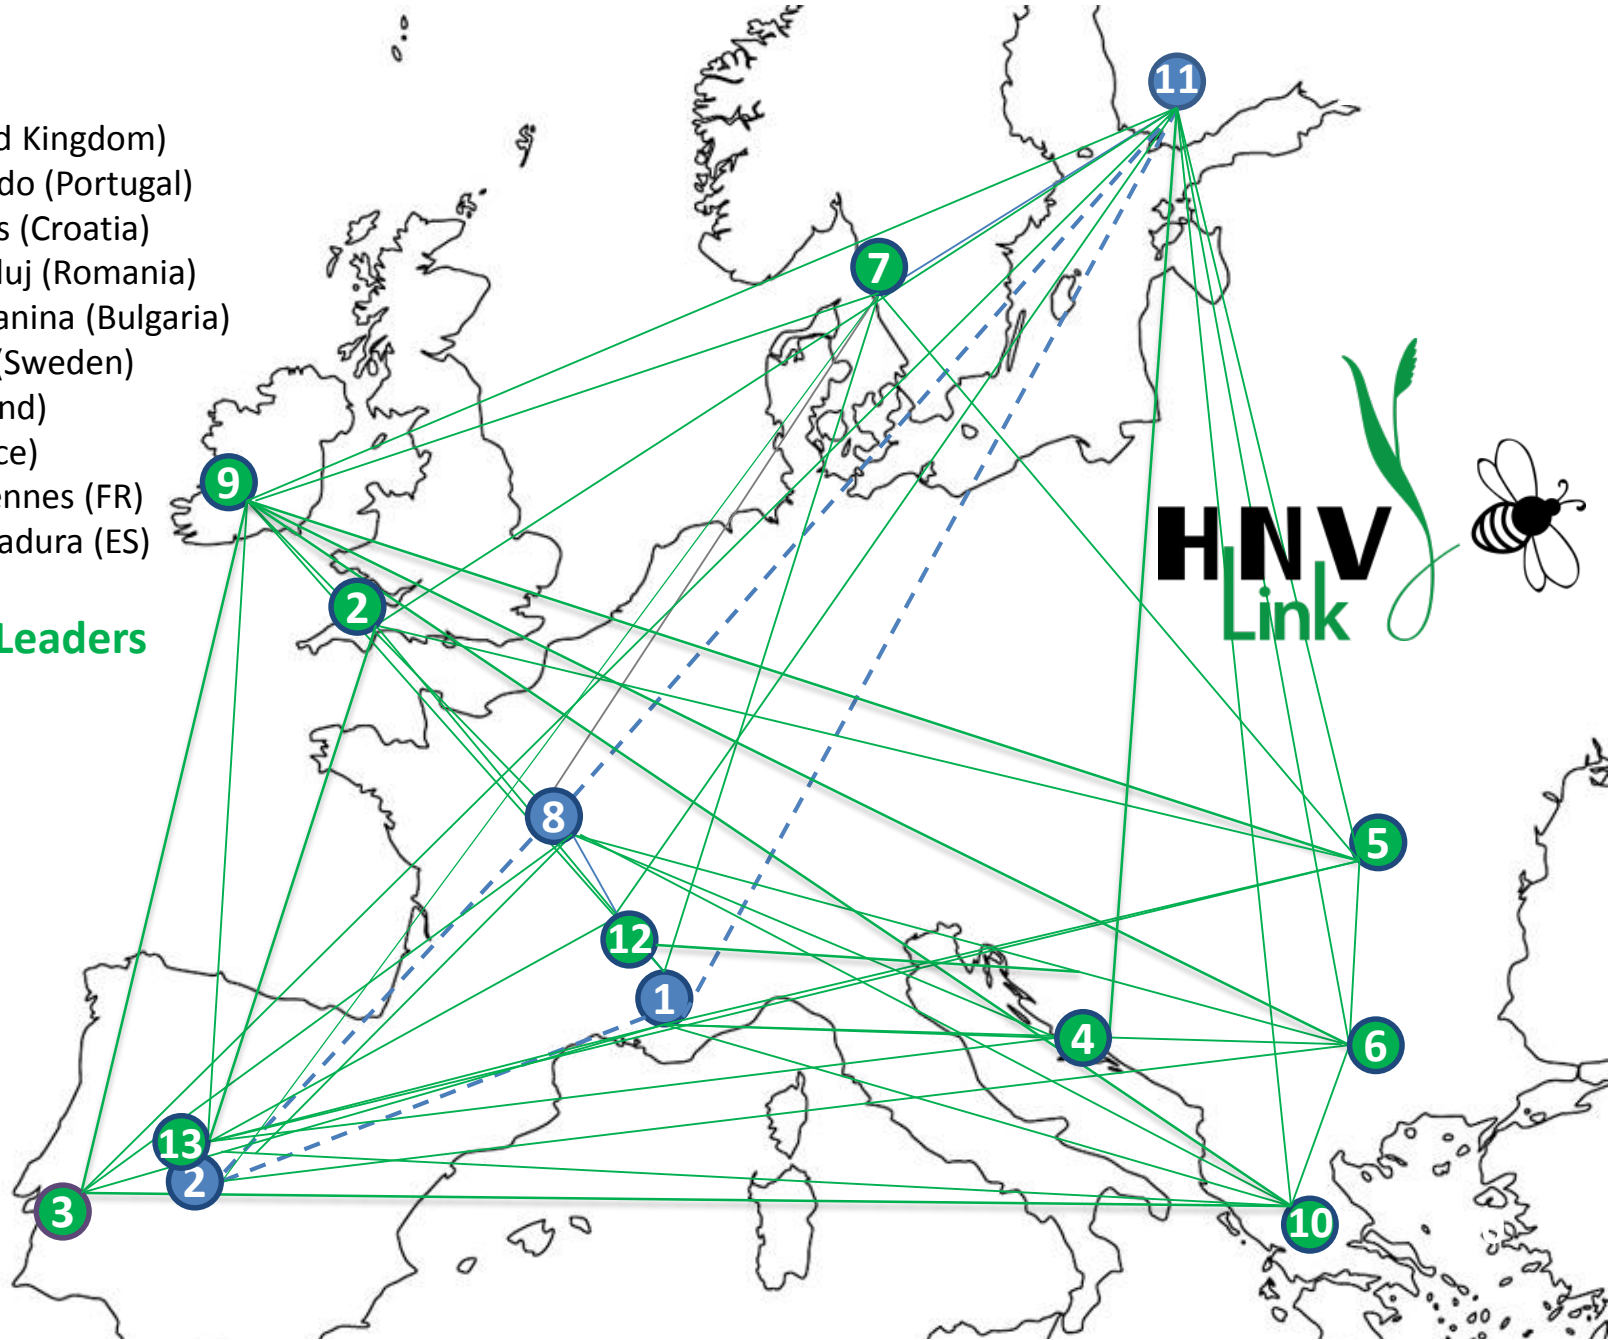 d Kingdom)
do (Portugal)
s (Croatia)
luj (Romania)
anina (Bulgaria)
(Sweden)
nd)
ce)
ennes (FR)
adura (ES)
Leaders
11
7
9
2
8
12
1
5
4
6
13
2
3
10
HNV
Link